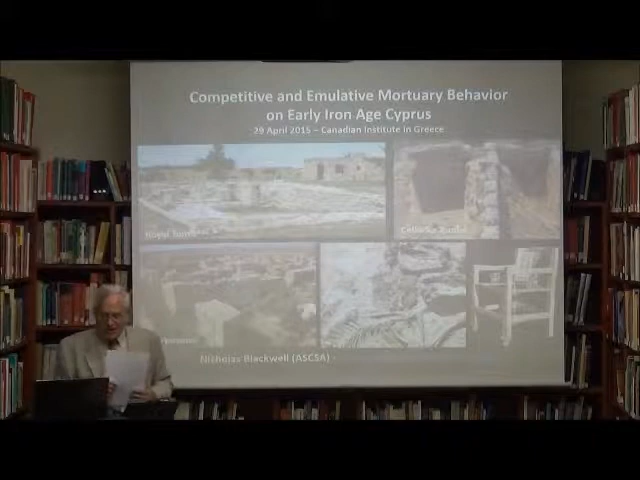 Competitive and Emulative Mortuary Behavior
on Early Iron Age Cyprus
29 April 2015 – Canadian Institute in Greece
Nicholas Blackwell (ASCSA)